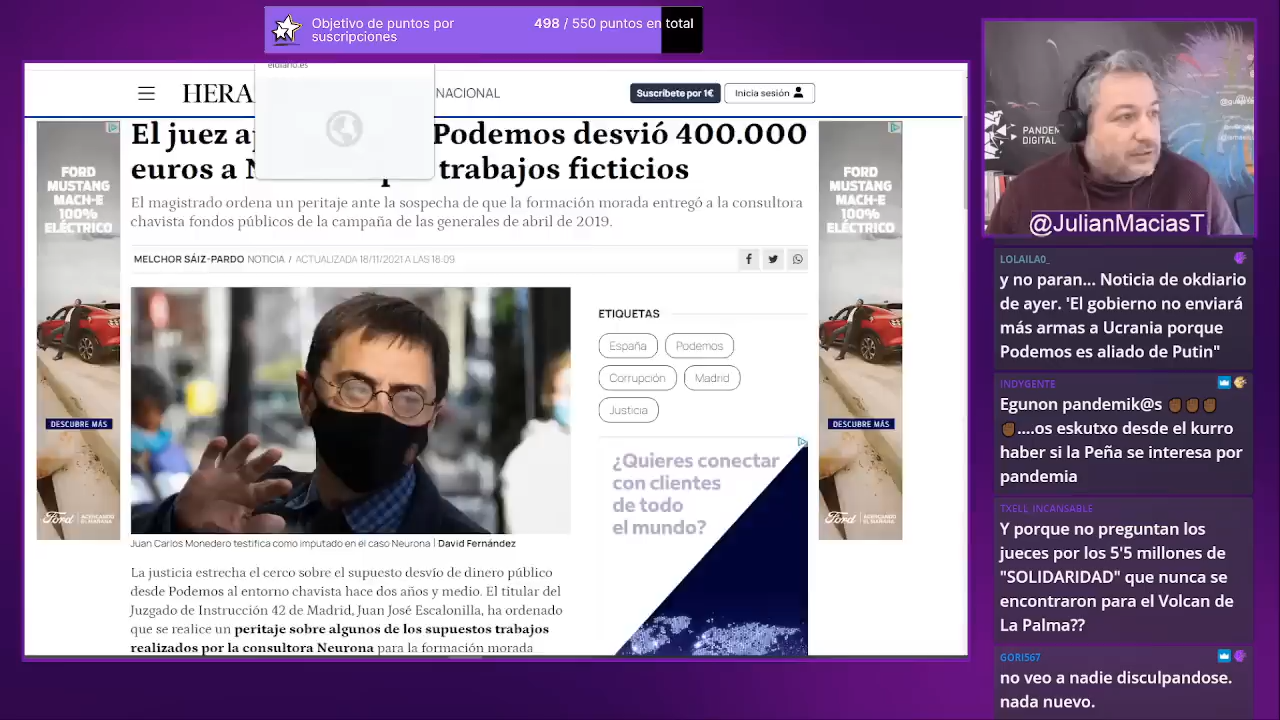 Objetivo de puntos por
suscripciones
498 / 550 puntos en total
eldiario.es
HERA
NACIONAL
Suscríbete por 1€
Inicia sesión
El juez Podemos desvió 400.000
euros a trabajos ficticios
El magistrado ordena un peritaje ante la sospecha de que la formación morada entregó a la consultora
chavista fondos públicos de la campaña de las generales de abril de 2019.
MELCHOR SÁIZ-PARDO NOTICIA / ACTUALIZADA 18/11/2021 A LAS 18:09
ETIQUETAS
España
Podemos
Corrupción
Madrid
Justicia
¿Quieres conectar
con clientes
de todo
el mundo?
Juan Carlos Monedero testifica como imputado en el caso Neurona | David Fernández
La justicia estrecha el cerco sobre el supuesto desvío de dinero público
desde Podemos al entorno chavista hace dos años y medio. El titular del
Juzgado de Instrucción 42 de Madrid, Juan José Escalonilla, ha ordenado
que se realice un peritaje sobre algunos de los supuestos trabajos
realizados por la consultora Neurona para la formación morada
FORD
MUSTANG
MACH-E
100%
ELÉCTRICO
DESCUBRE MÁS
Ford
FORD
MUSTANG
MACH-E
100%
ELÉCTRICO
DESCUBRE MÁS
Ford
PANDEM
DIGITAL
@JulianMaciasT
LOLAILA0_
y no paran... Noticia de okdiario
de ayer. 'El gobierno no enviará
más armas a Ucrania porque
Podemos es aliado de Putin"
INDYGENTE
Egunon pandemik@s
....os eskutxo desde el kurro
haber si la Peña se interesa por
pandemia
TXELL INCANSABLE
Y porque no preguntan los
jueces por los 5'5 millones de
"SOLIDARIDAD" que nunca se
encontraron para el Volcan de
La Palma??
GORI567
no veo a nadie disculpandose.
nada nuevo.